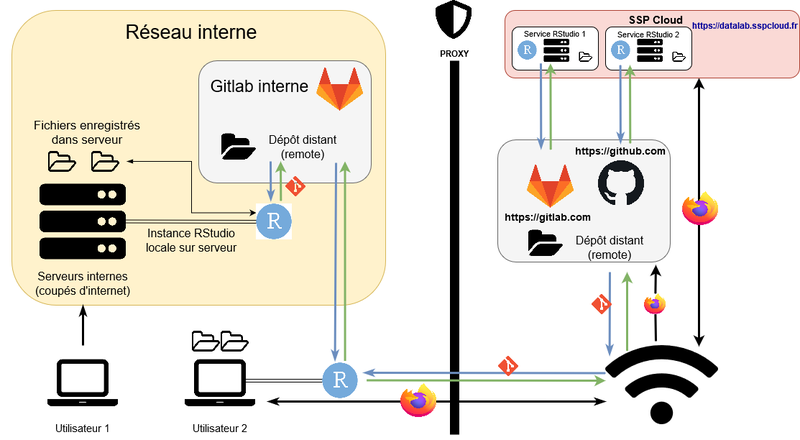 Réseau interne
Gitlab interne
Dépôt distant
(remote)
Fichiers enregistrés
dans serveur
R
Instance RStudio
locale sur serveur
Serveurs internes
(coupés d'internet)
Utilisateur 1
Utilisateur 2
R
PROXY
SSP Cloud
https://datalab.sspcloud.fr
Service RStudio 1
R
Service RStudio 2
R
https://github.com
https://gitlab.com
Dépôt distant
(remote)